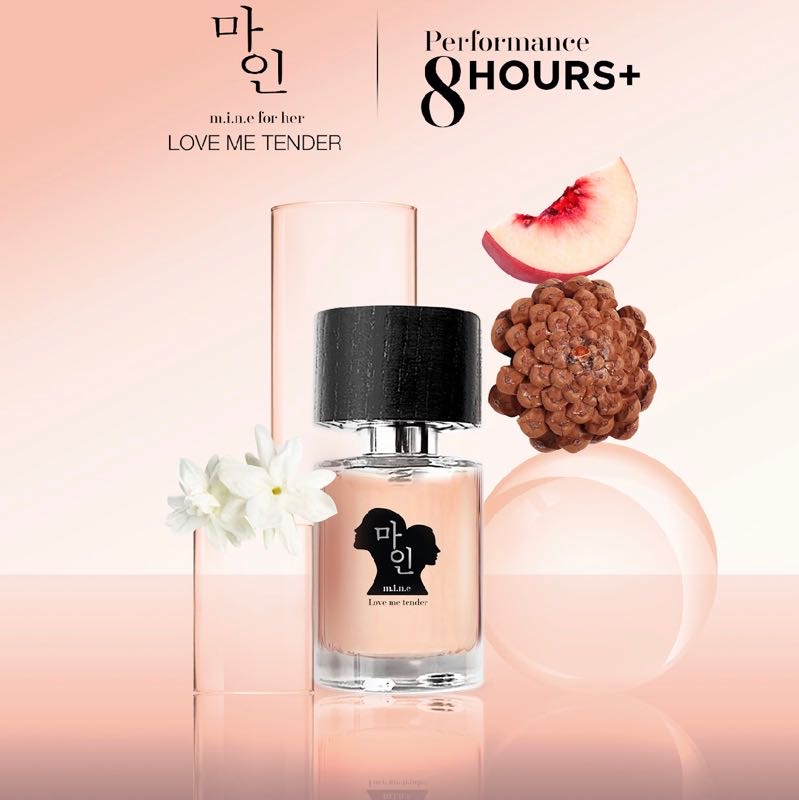 마
인
m.i.n.e for her
LOVE ME TENDER
Performance
8 HOURS+
마
인
m.i.n.e
Love me tender